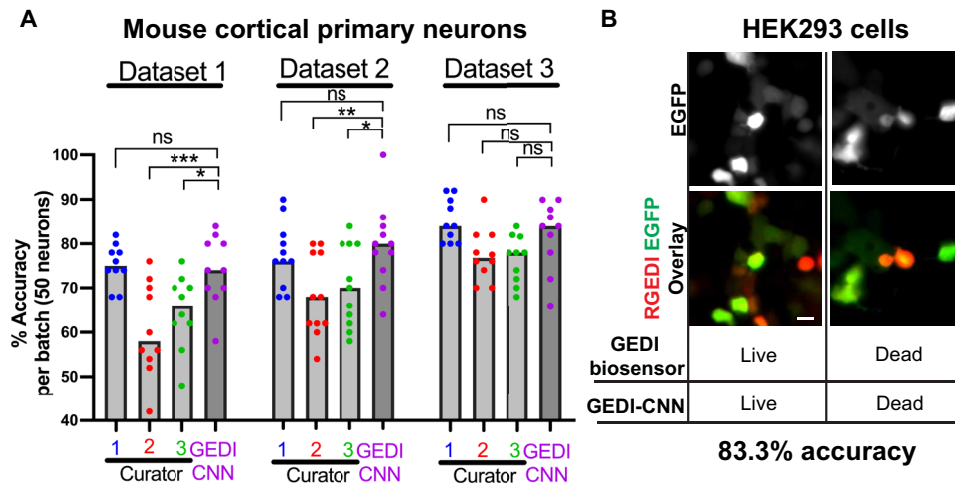 A
Mouse cortical primary neurons
Dataset 1
Dataset 2
Dataset 3
ns
***
*
ns
**
*
ns
ns
ns
% Accuracy
per batch (50 neurons)
100
90
80
70
60
50
40
1 2 3 GEDI CNN
Curator
1 2 3 GEDI CNN
Curator
1 2 3 GEDI CNN
Curator
B
HEK293 cells
EGFP
RGEDI EGFP
Overlay
GEDI biosensor Live Dead
GEDI-CNN Live Dead
83.3% accuracy